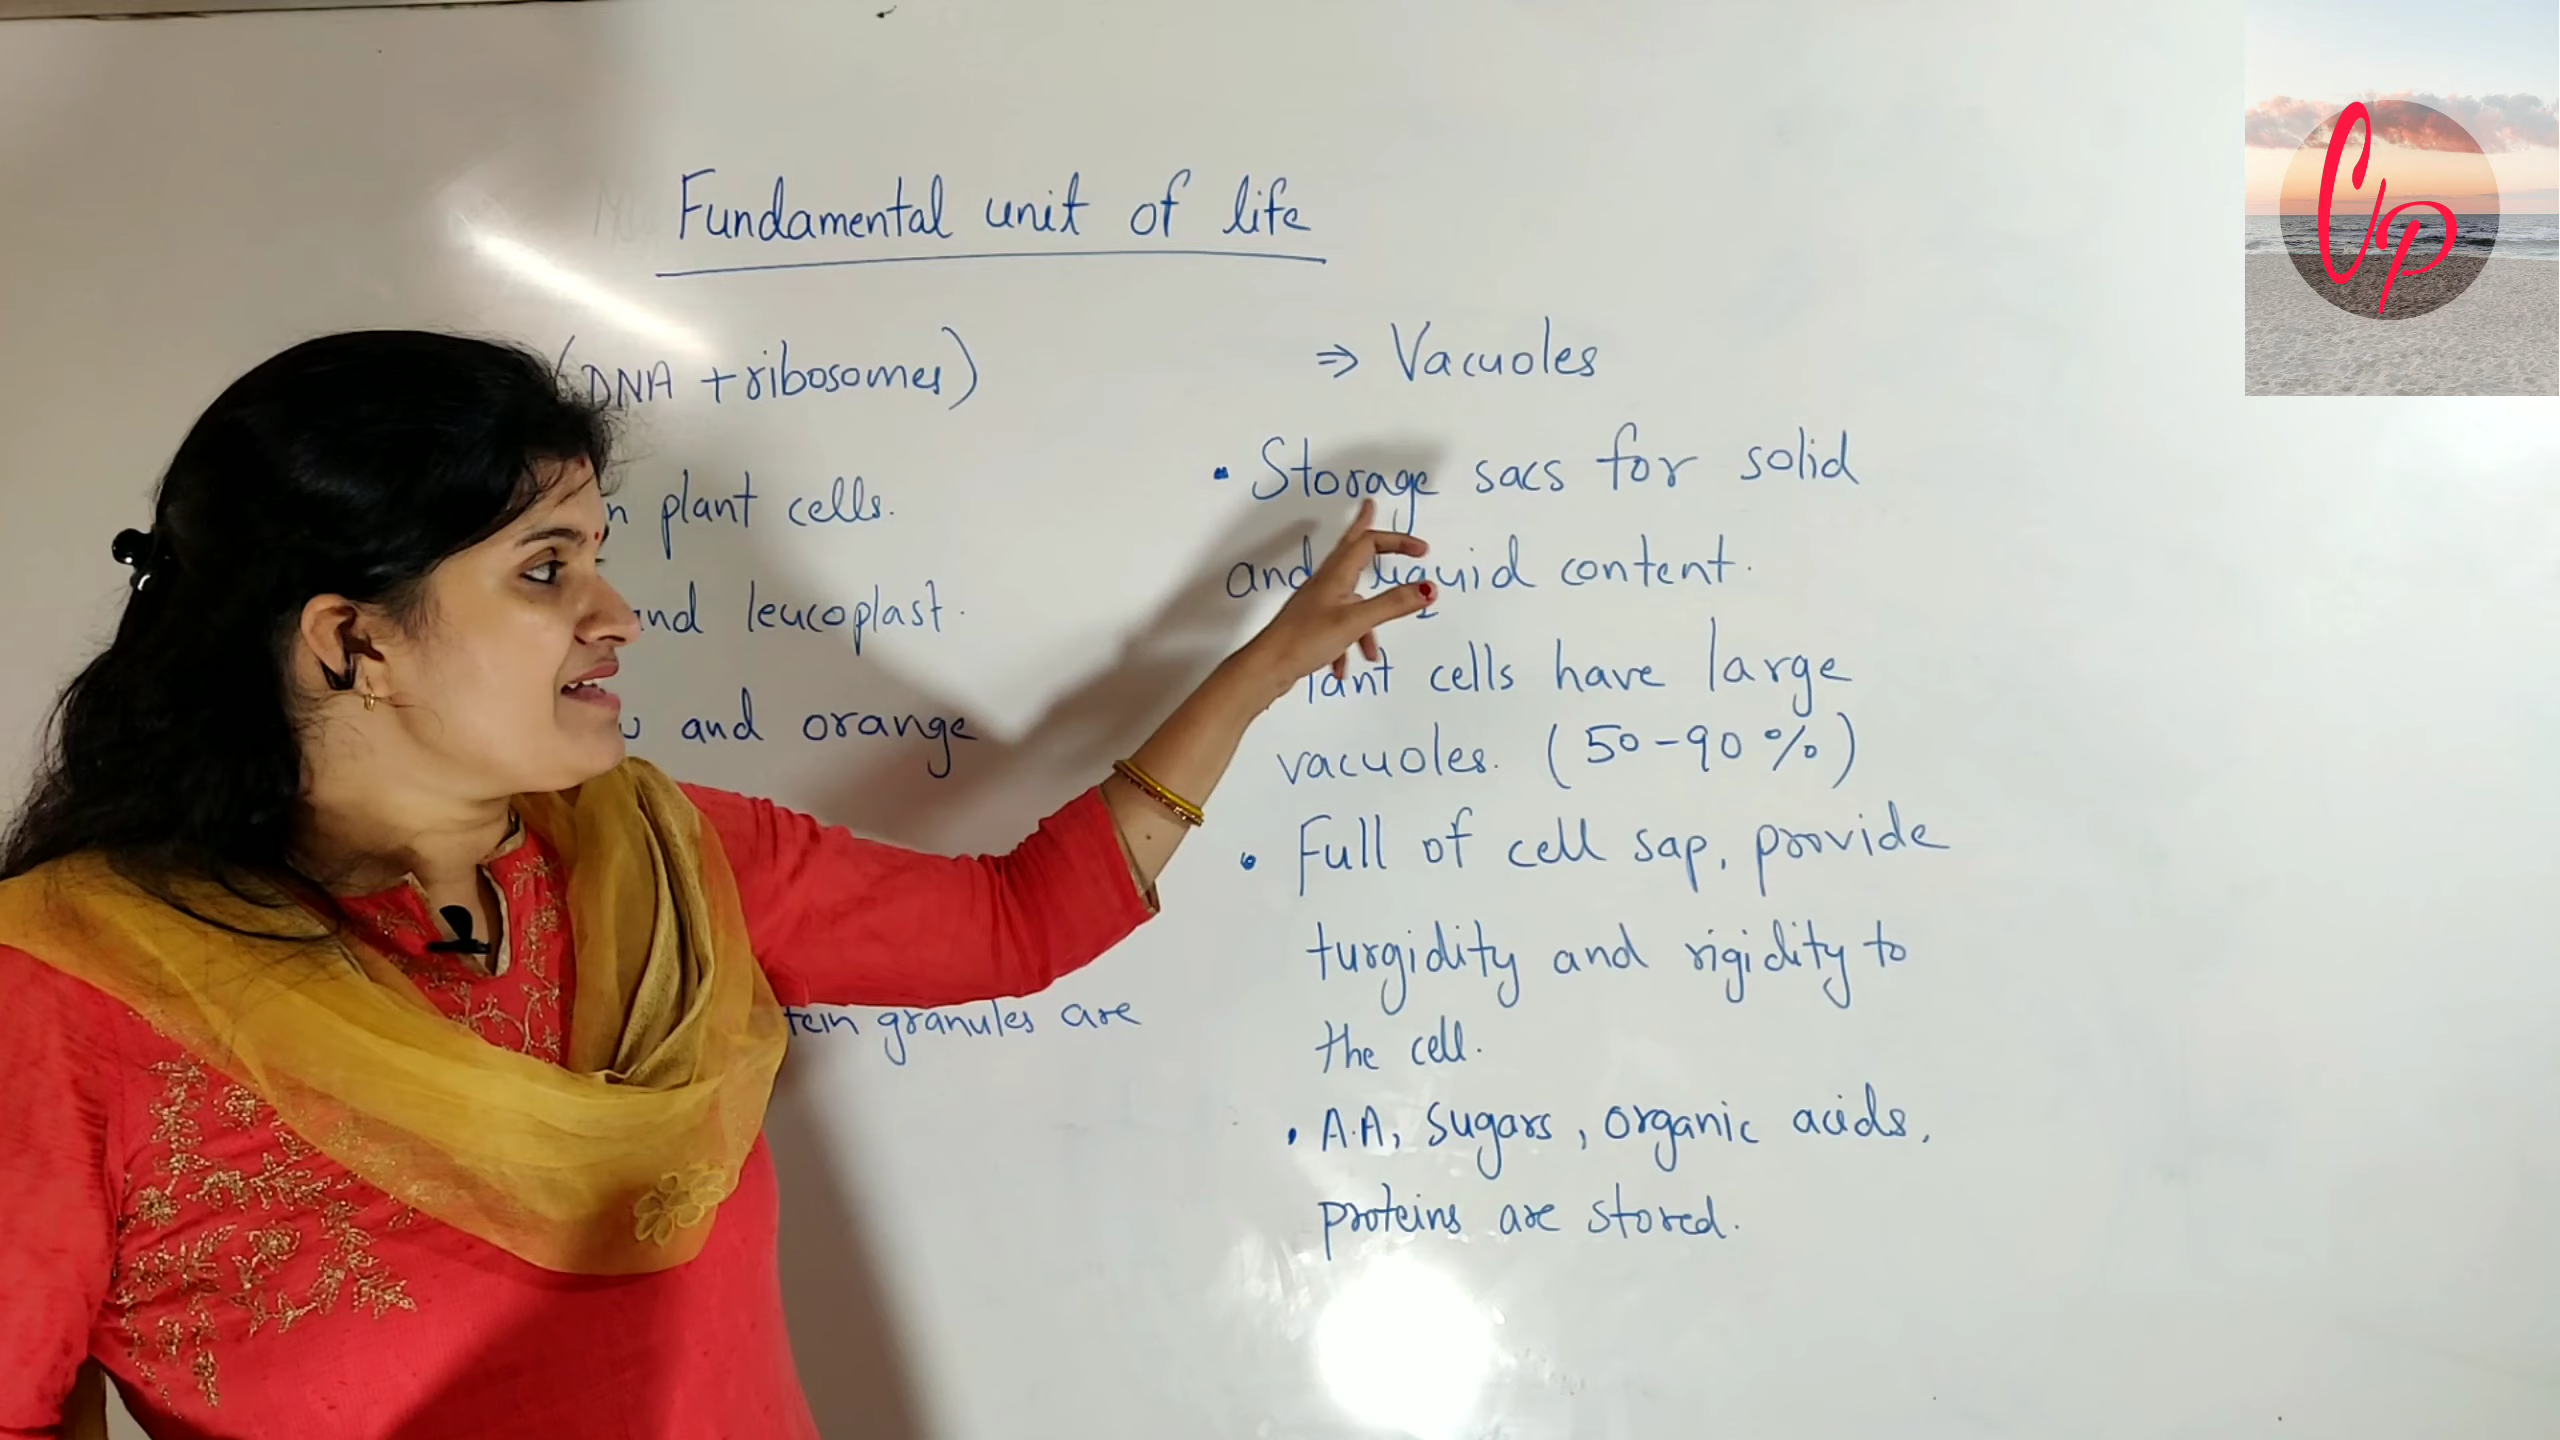 Fundamental unit of life
(DNA + ribosomes)
plant cells.
leucoplast.
and orange
granules are
⇒ Vacuoles
• Storage sacs for solid
and liquid content.
cells have large
vacuoles. (50-90%)
• Full of cell sap, provide
turgidity and rigidity to
the cell.
• A.A, sugars, organic acids,
proteins are stored.
CP